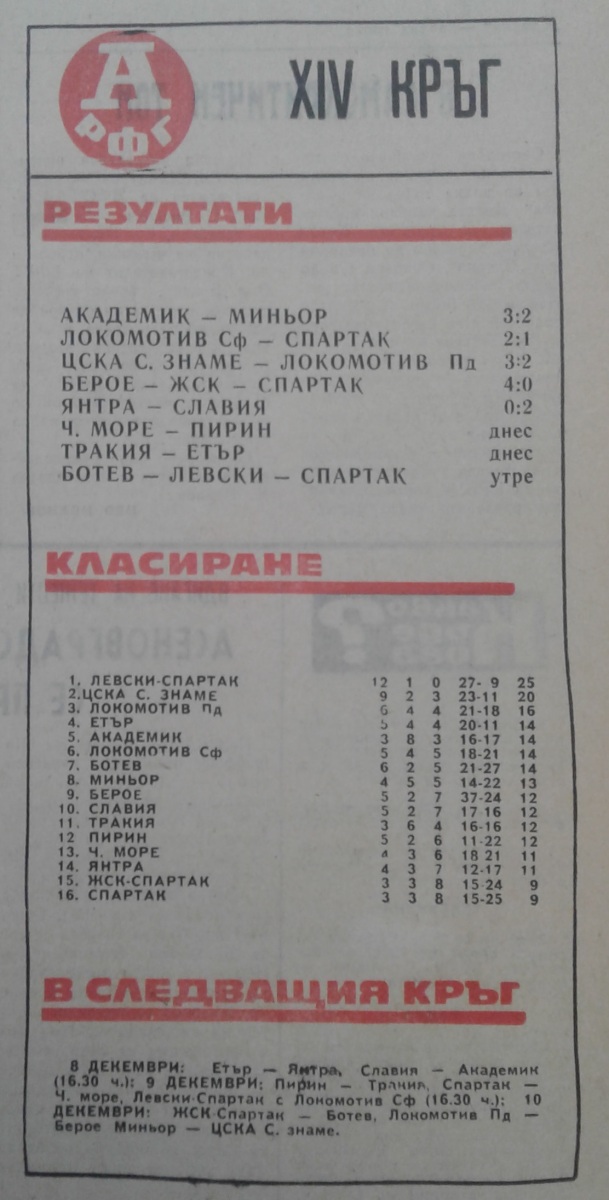 А
РФГ
XIV КРЪГ
РЕЗУЛТАТИ
АКАДЕМИК — МИНЬОР 3:2
ЛОКОМОТИВ Сф — СПАРТАК 2:1
ЦСКА С. ЗНАМЕ — ЛОКОМОТИВ Пд 3:2
БЕРОЕ — ЖСК — СПАРТАК 4:0
ЯНТРА — СЛАВИЯ 0:2
Ч. МОРЕ — ПИРИН днес
ТРАКИЯ — ЕТЪР днес
БОТЕВ — ЛЕВСКИ — СПАРТАК утре
КЛАСИРАНЕ
1. ЛЕВСКИ-СПАРТАК 12 1 0 27- 9 25
2.ЦСКА С. ЗНАМЕ 9 2 3 23-11 20
3. ЛОКОМОТИВ Пд 6 4 4 21-18 16
4. ЕТЪР 5 4 4 20-11 14
5. АКАДЕМИК 3 8 3 16-17 14
6. ЛОКОМОТИВ Сф 5 4 5 18-21 14
7. БОТЕВ 6 2 5 21-27 14
8. МИНЬОР 4 5 5 14-22 13
9. БЕРОЕ 5 2 7 37-24 12
10. СЛАВИЯ 5 2 7 17 16 12
11. ТРАКИЯ 3 6 4 16-16 12
12 ПИРИН 5 2 6 11-22 12
13. Ч. МОРЕ 4 3 6 18 21 11
14. ЯНТРА 4 3 7 12-17 11
15. ЖСК-СПАРТАК 3 3 8 15 24 9
16. СПАРТАК 3 3 8 15-25 9
В СЛЕДВАЩИЯ КРЪГ
8 ДЕКЕМВРИ: Етър — Янтра, Славия — Академик
(16.30 ч.); 9 ДЕКЕМВРИ: Пирин — Тракия, Спартак —
Ч. море, Левски-Спартак с Локомотив Сф (16.30 ч.); 10
ДЕКЕМВРИ: ЖСК-Спартак — Ботев, Локомотив Пд —
Берое Миньор — ЦСКА С. знаме.